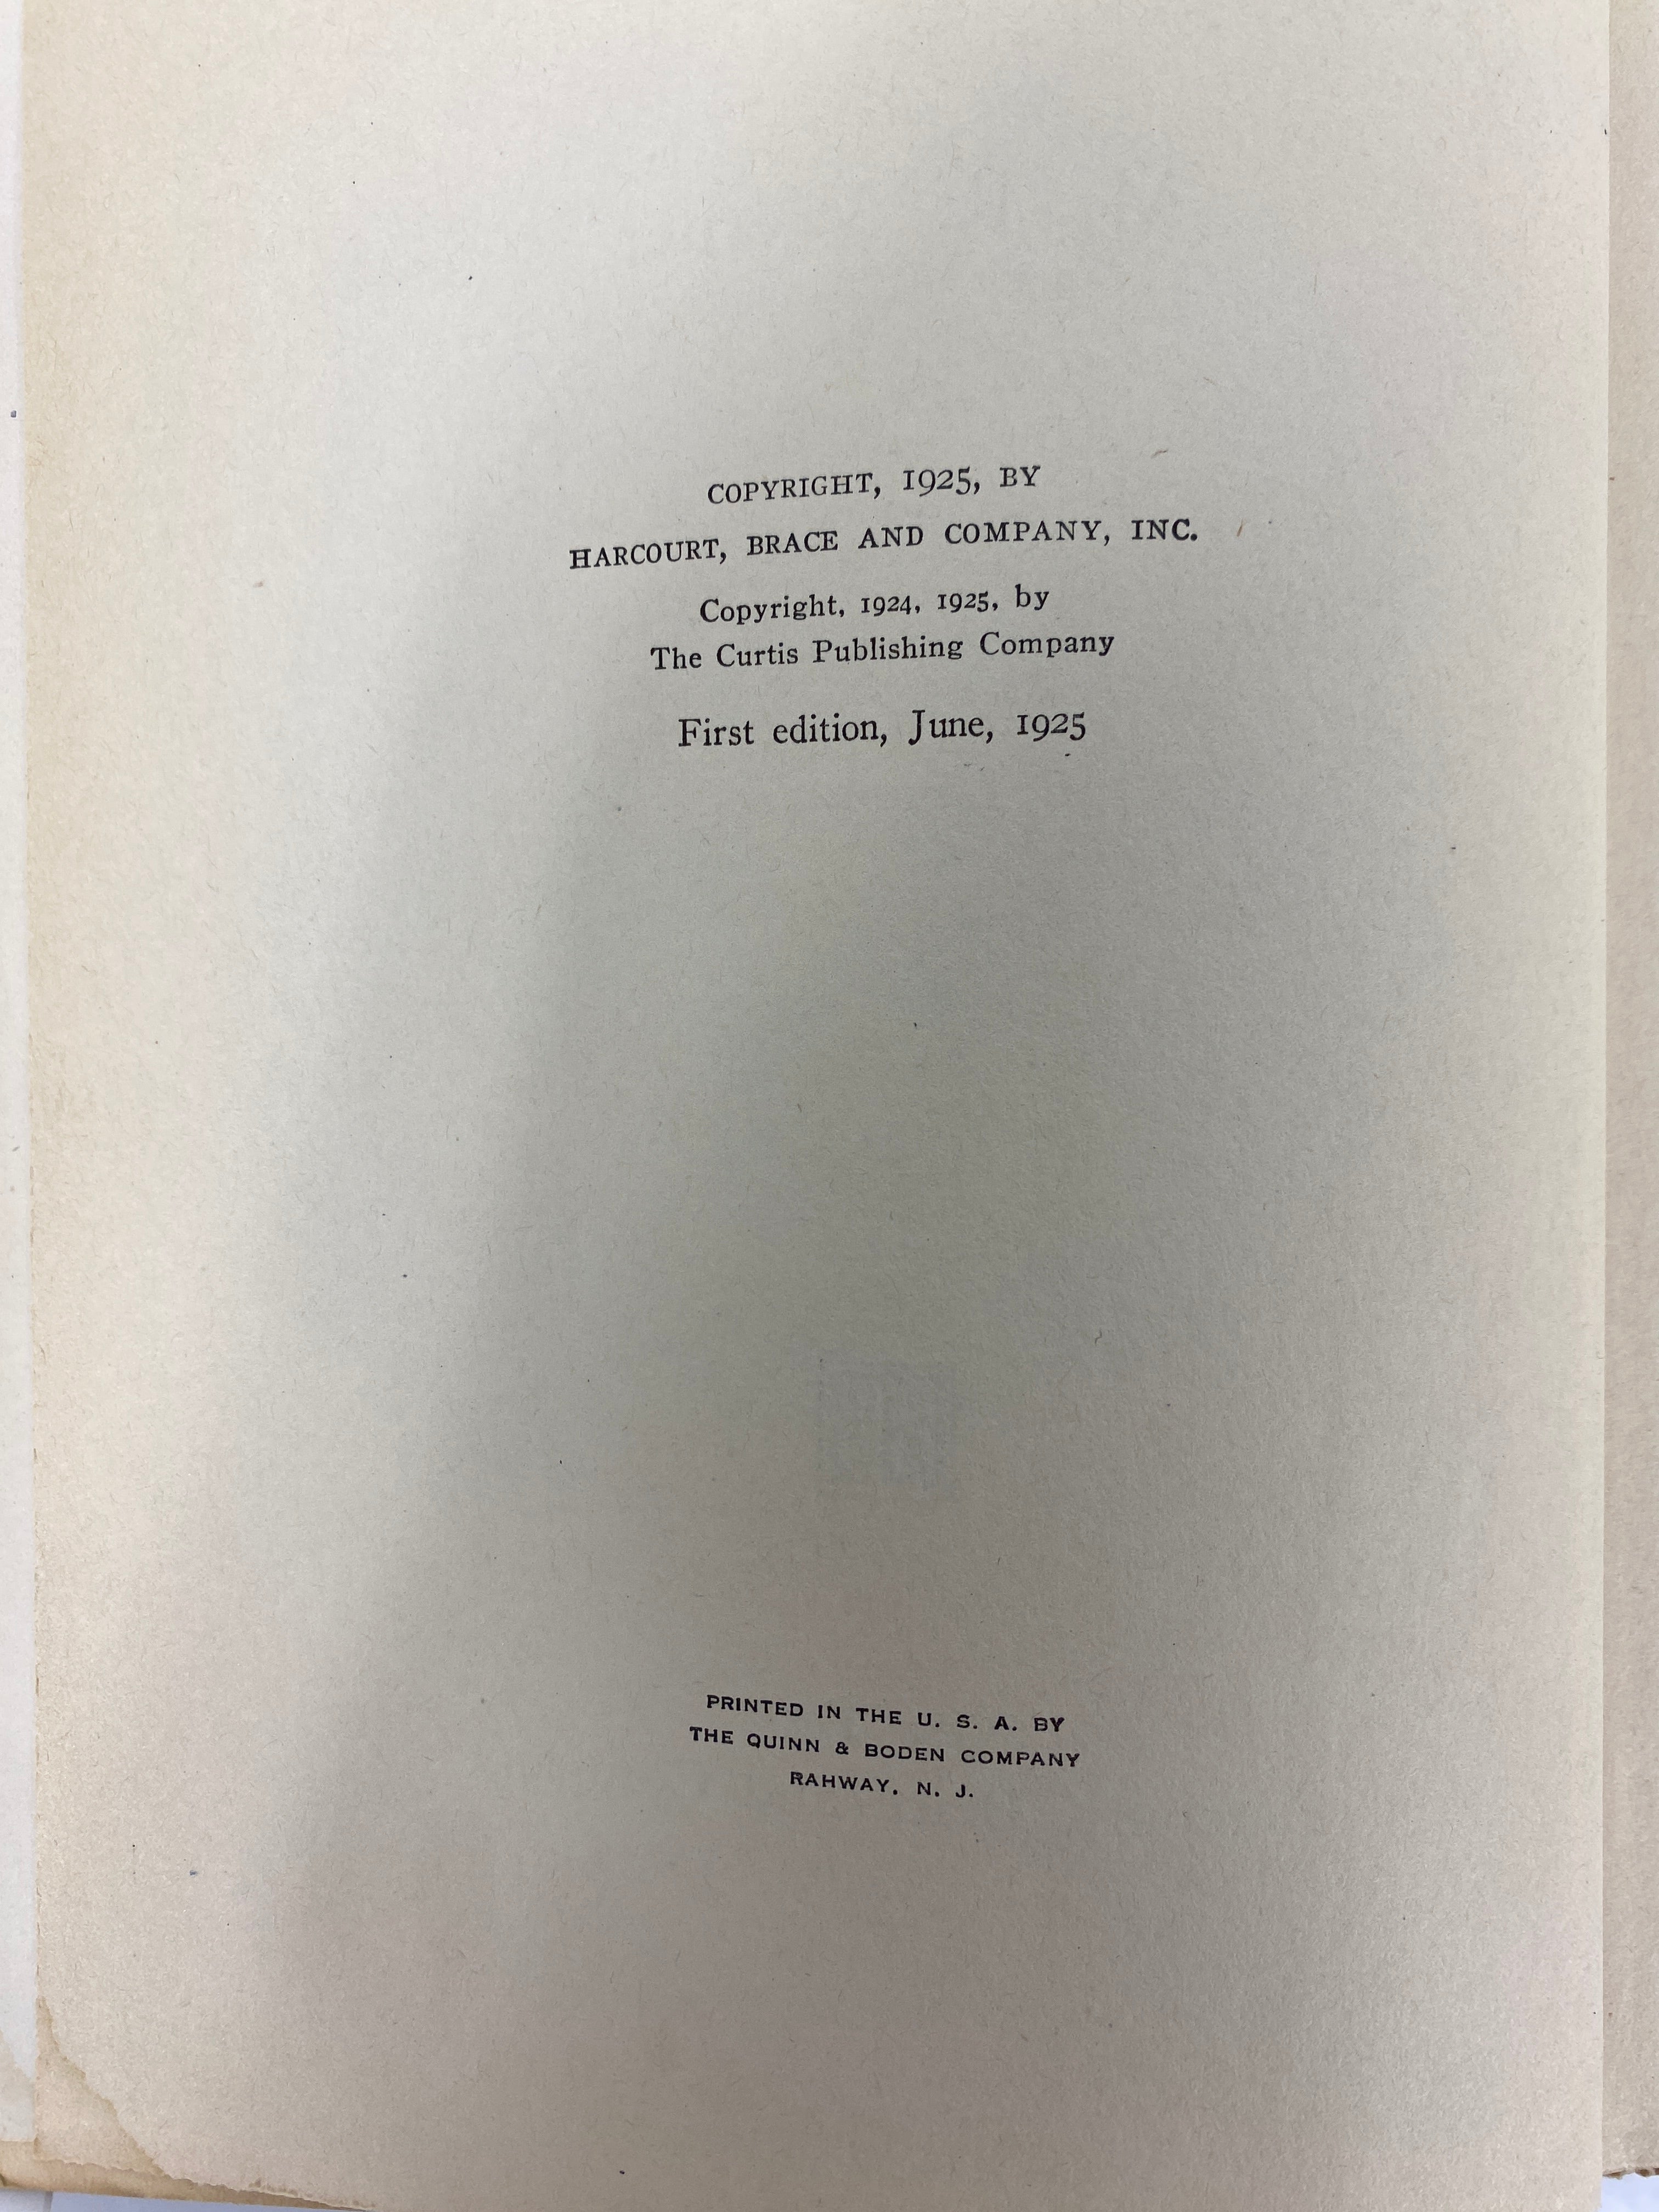 COPYRIGHT, 1925, BY
HARCOURT, BRACE AND COMPANY, INC.
Copyright, 1924, 1925, by
The Curtis Publishing Company
First edition, June, 1925
PRINTED IN THE U. S. A. BY
THE QUINN & BODEN COMPANY
RAHWAY, N. J.